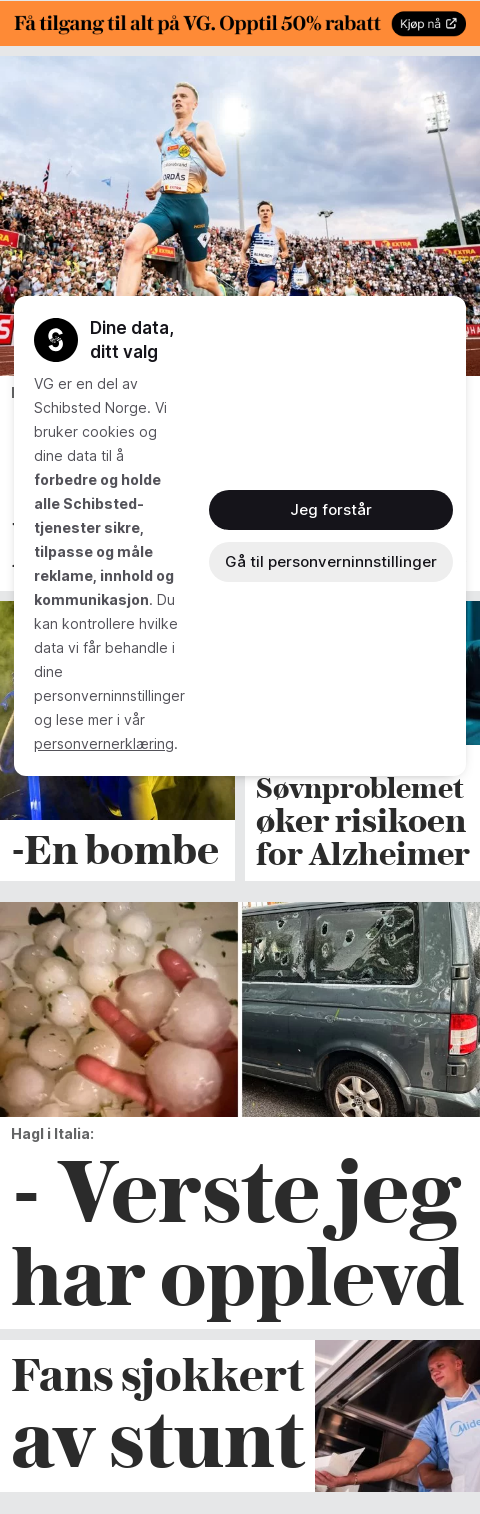 Få tilgang til alt på VG. Opptil 50% rabatt
Kjøp nå
EXTRA
ORDÅS
EXTRA
Dine data,
ditt valg
VG er en del av
Schibsted Norge. Vi
bruker cookies og
dine data til å
forbedre og holde
alle Schibsted-
tjenester sikre,
tilpasse og måle
reklame, innhold og
kommunikasjon. Du
kan kontrollere hvilke
data vi får behandle i
dine
personverninnstillinger
og lese mer i vår
personvernerklæring.
Jeg forstår
Gå til personverninnstillinger
-En bombe
Søvnproblemet
øker risikoen
for Alzheimer
Hagl i Italia:
- Verste jeg
har opplevd
Fans sjokkert
av stunt